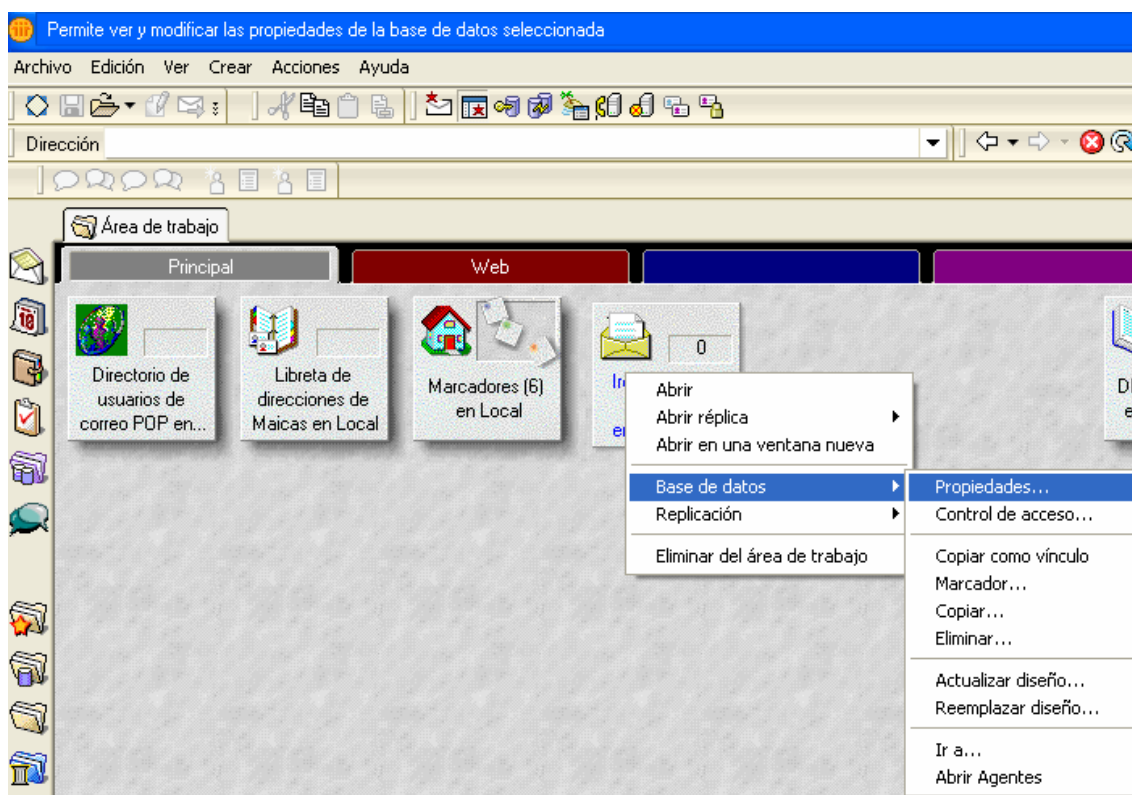 Permite ver y modificar las propiedades de la base de datos seleccionada
Archivo Edición Ver Crear Acciones Ayuda
Dirección
Área de trabajo
Principal
Web
Directorio de
usuarios de
correo POP en...
Libreta de
direcciones de
Maicas en Local
Marcadores (6)
en Local
0
Abrir
Abrir réplica
Abrir en una ventana nueva
Base de datos
Replicación
Eliminar del área de trabajo
Propiedades...
Control de acceso...
Copiar como vínculo
Marcador...
Copiar...
Eliminar...
Actualizar diseño...
Reemplazar diseño...
Ir a...
Abrir Agentes